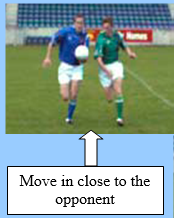 Move in close to the
opponent